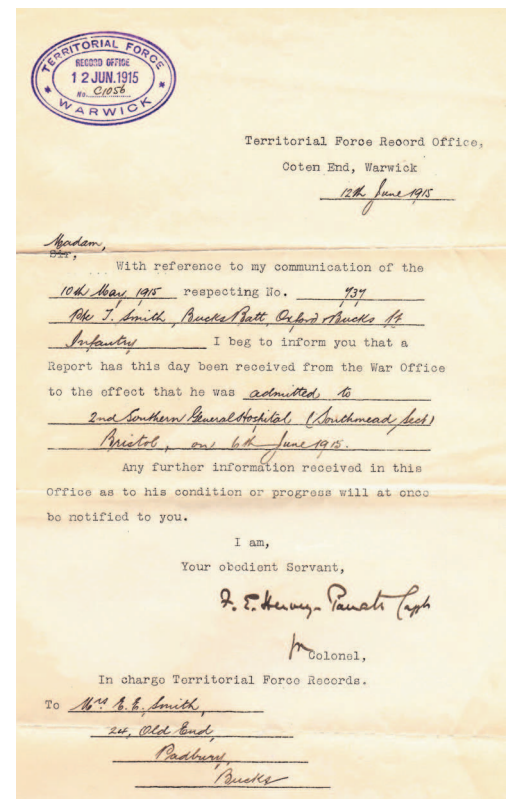 TERRITORIAL FORCE
RECORD OFFICE
12 JUN. 1915
No. C1056
* WARWICK *
Territorial Force Record Office,
Coten End, Warwick
12th June 1915
Madam,
Sir,
With reference to my communication of the
10th May, 1915 respecting No. 737
Pte T. Smith, Bucks Batt, Oxford & Bucks Lt
Infantry I beg to inform you that a
Report has this day been received from the War Office
to the effect that he was admitted to
2nd Southern General Hospital (Southmead Sect)
Bristol, on 6th June 1915.
Any further information received in this
Office as to his condition or progress will at once
be notified to you.
I am,
Your obedient Servant,
F. E. Hervey Capt
Colonel,
In charge Territorial Force Records.
To Mrs E. E. Smith,
24, Old End,
Padbury,
Bucks